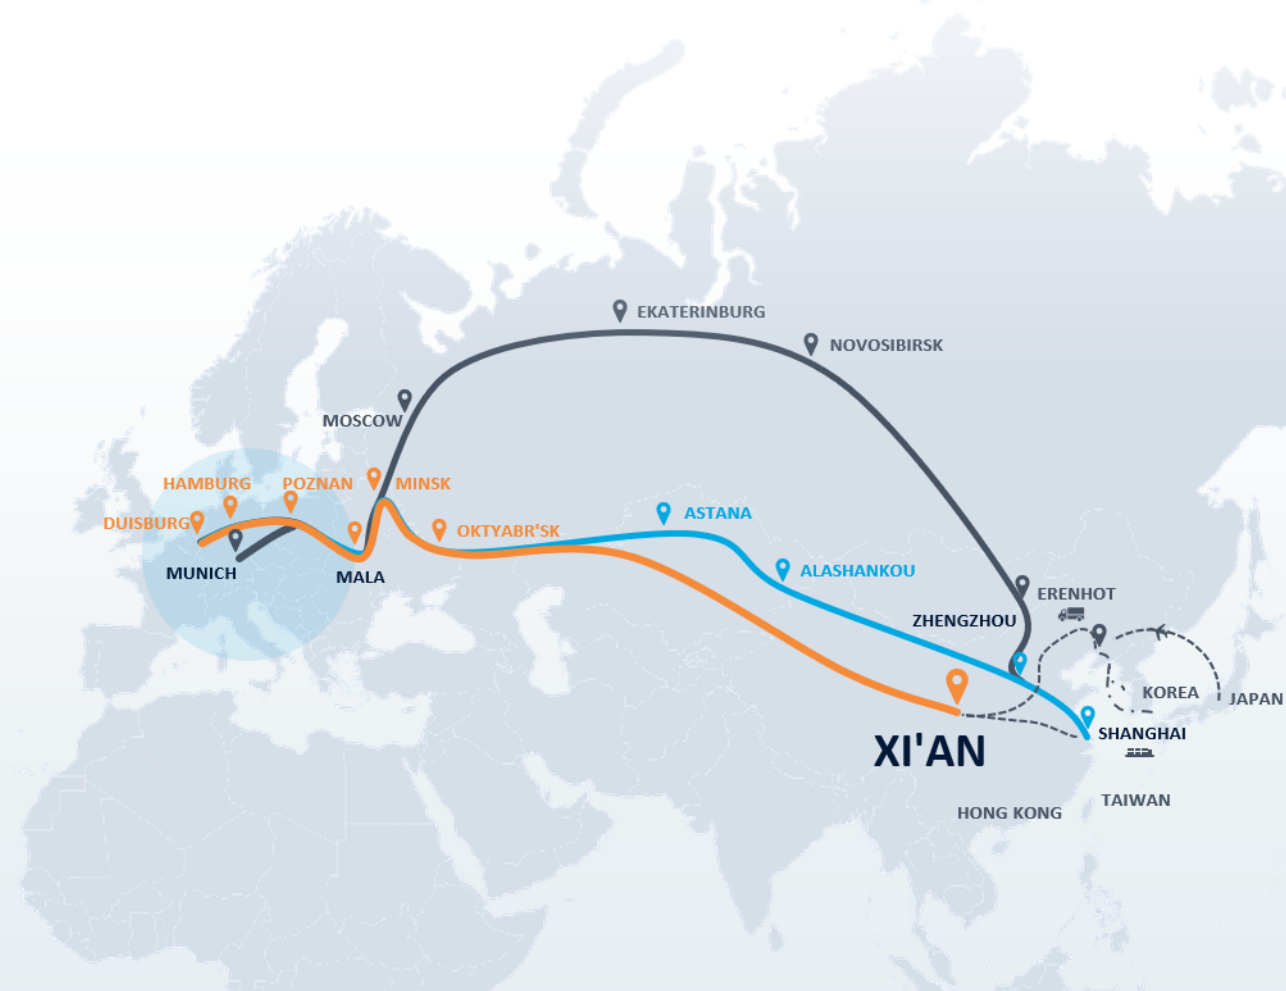 EKATERINBURG
NOVOSIBIRSK
MOSCOW
HAMBURG
POZNAN
MINSK
DUISBURG
OKTYABR'SK
ASTANA
MUNICH
MALA
ALASHANKOU
ERENHOT
ZHENGZHOU
KOREA
JAPAN
XI'AN
SHANGHAI
TAIWAN
HONG KONG